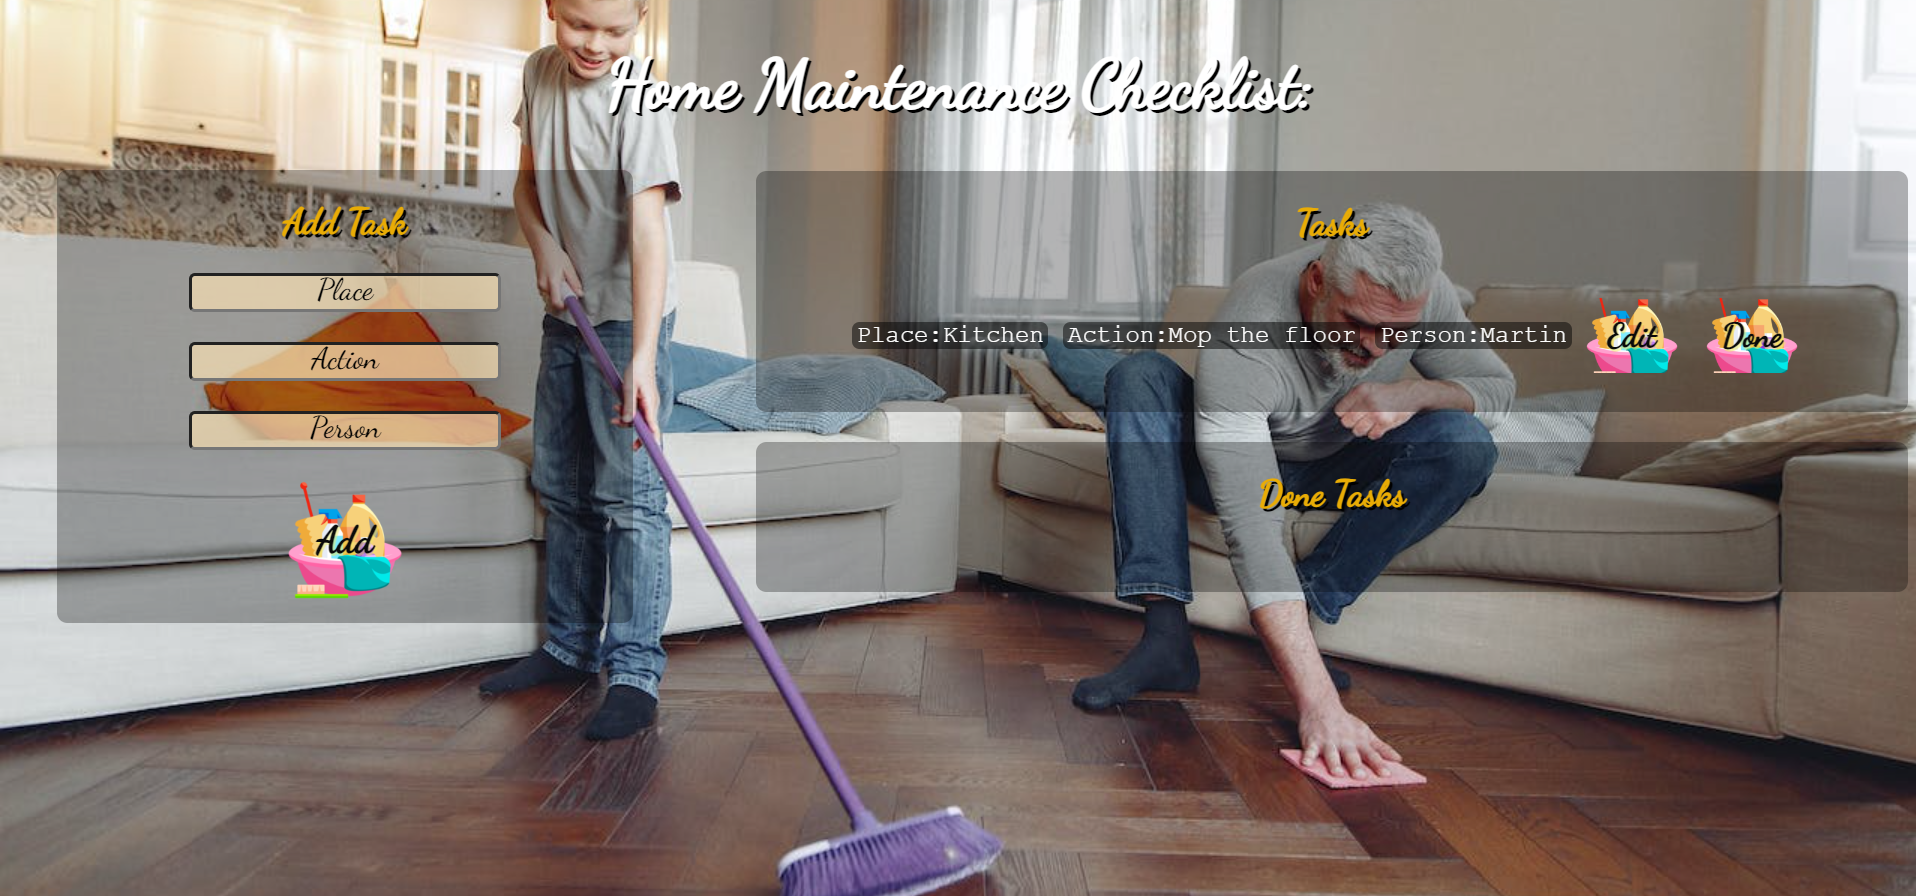 Home Maintenance Checklist:
Add Task
Place
Action
Person
Add
Tasks
Place:Kitchen Action:Mop the floor Person:Martin Edit Done
Done Tasks